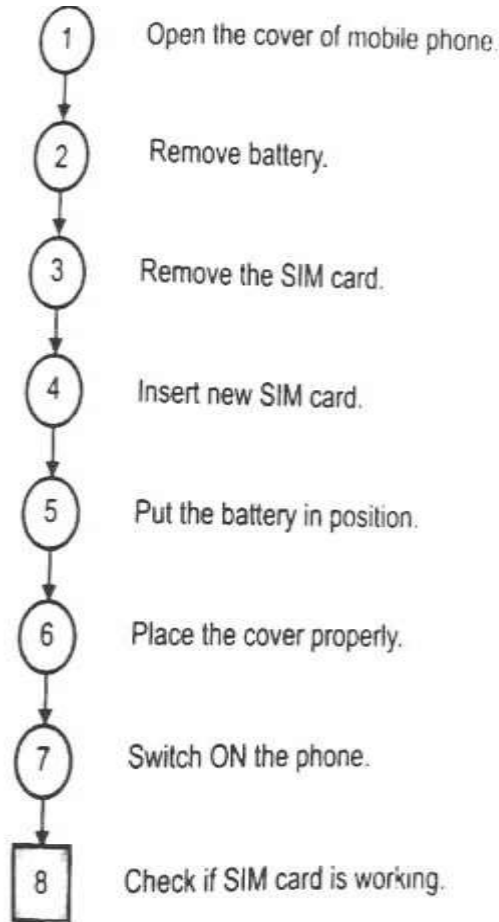 1 Open the cover of mobile phone.
2 Remove battery.
3 Remove the SIM card.
4 Insert new SIM card.
5 Put the battery in position.
6 Place the cover properly.
7 Switch ON the phone.
8 Check if SIM card is working.